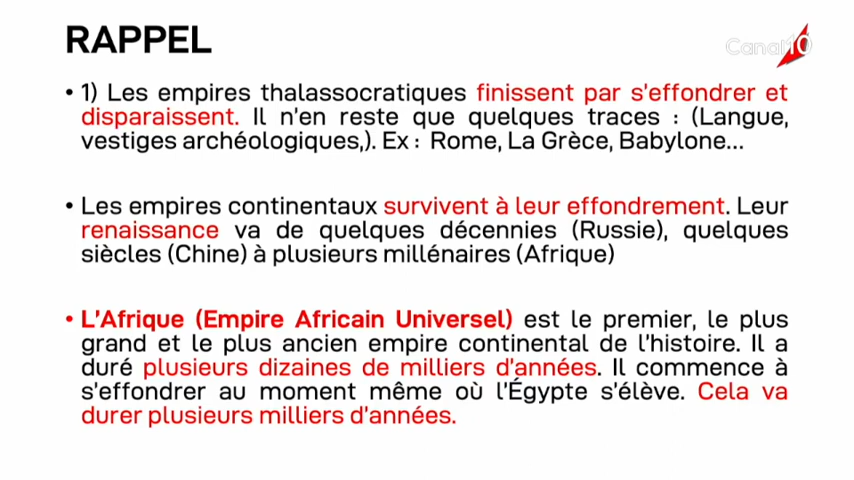 RAPPEL
Canal10
• 1) Les empires thalassocratiques finissent par s'effondrer et
disparaissent. Il n'en reste que quelques traces : (Langue,
vestiges archéologiques,). Ex : Rome, La Grèce, Babylone...
• Les empires continentaux survivent à leur effondrement. Leur
renaissance va de quelques décennies (Russie), quelques
siècles (Chine) à plusieurs millénaires (Afrique)
• L'Afrique (Empire Africain Universel) est le premier, le plus
grand et le plus ancien empire continental de l'histoire. Il a
duré plusieurs dizaines de milliers d'années. Il commence à
s'effondrer au moment même où l'Égypte s'élève. Cela va
durer plusieurs milliers d'années.